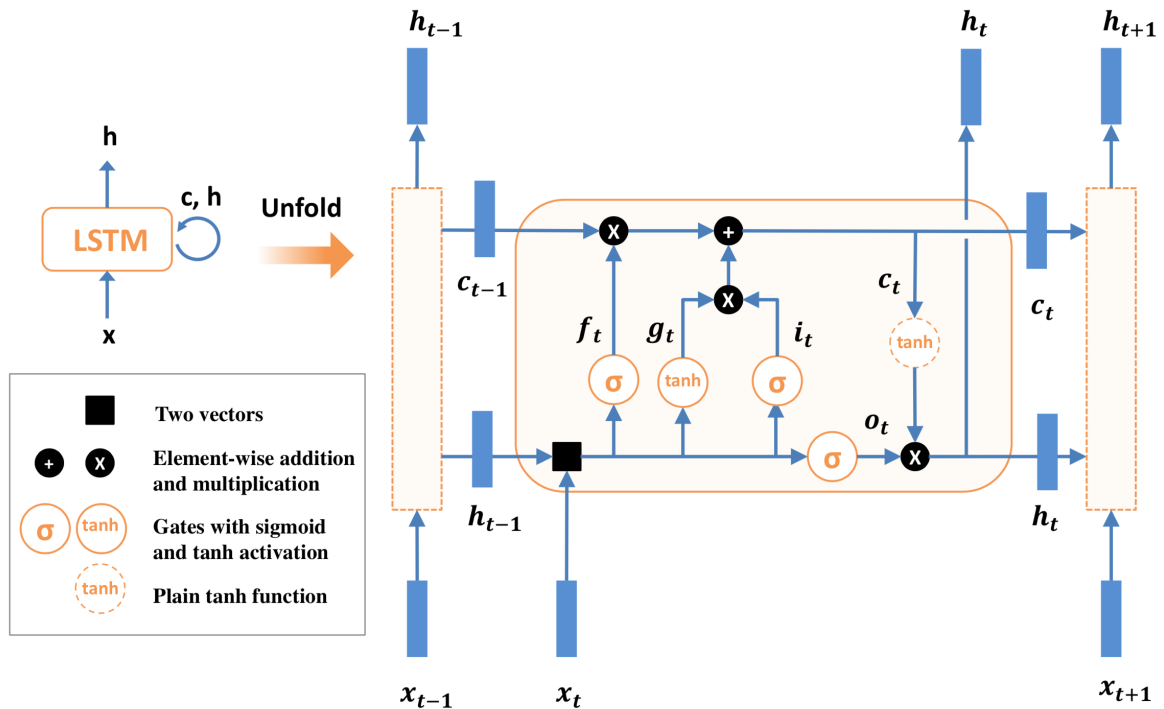 h
c, h
LSTM
x
Unfold
h_{t-1}
h_t
h_{t+1}
X
+
c_{t-1}
X
c_t
c_t
f_t
g_t
i_t
tanh
σ
tanh
σ
o_t
σ
X
h_{t-1}
h_t
x_{t-1}
x_t
x_{t+1}
Two vectors
+
X
Element-wise addition
and multiplication
σ
tanh
Gates with sigmoid
and tanh activation
tanh
Plain tanh function